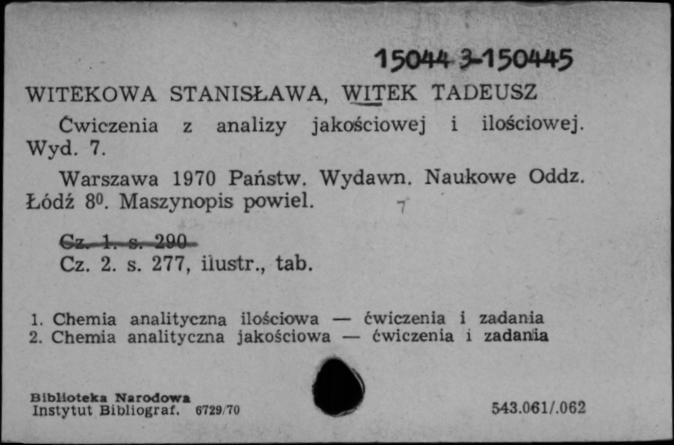 150443-150445
WITEKOWA STANISŁAWA, WITEK TADEUSZ
Ćwiczenia z analizy jakościowej i ilościowej.
Wyd. 7.
Warszawa 1970 Państw. Wydawn. Naukowe Oddz.
Łódź 8⁰. Maszynopis powiel.
7
Cz. 1. s. 290
Cz. 2. s. 277, ilustr., tab.
1. Chemia analityczna ilościowa — ćwiczenia i zadania
2. Chemia analityczna jakościowa — ćwiczenia i zadania
Biblioteka Narodowa
Instytut Bibliograf. 6729/70
543.061/.062